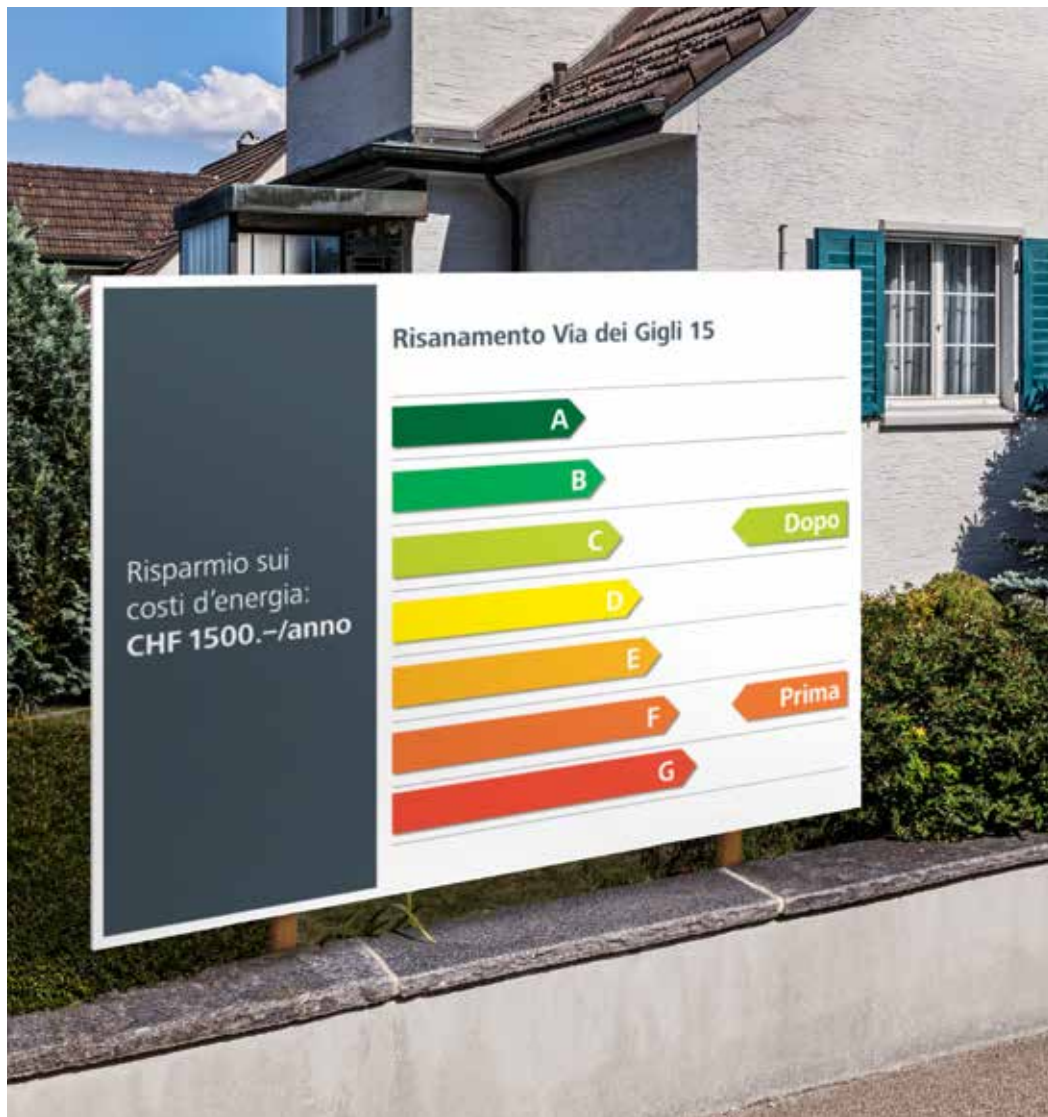 Risparmio sui
costi d'energia:
CHF 1500.–/anno
Risanamento Via dei Gigli 15
A
B
C
Dopo
D
E
F
Prima
G